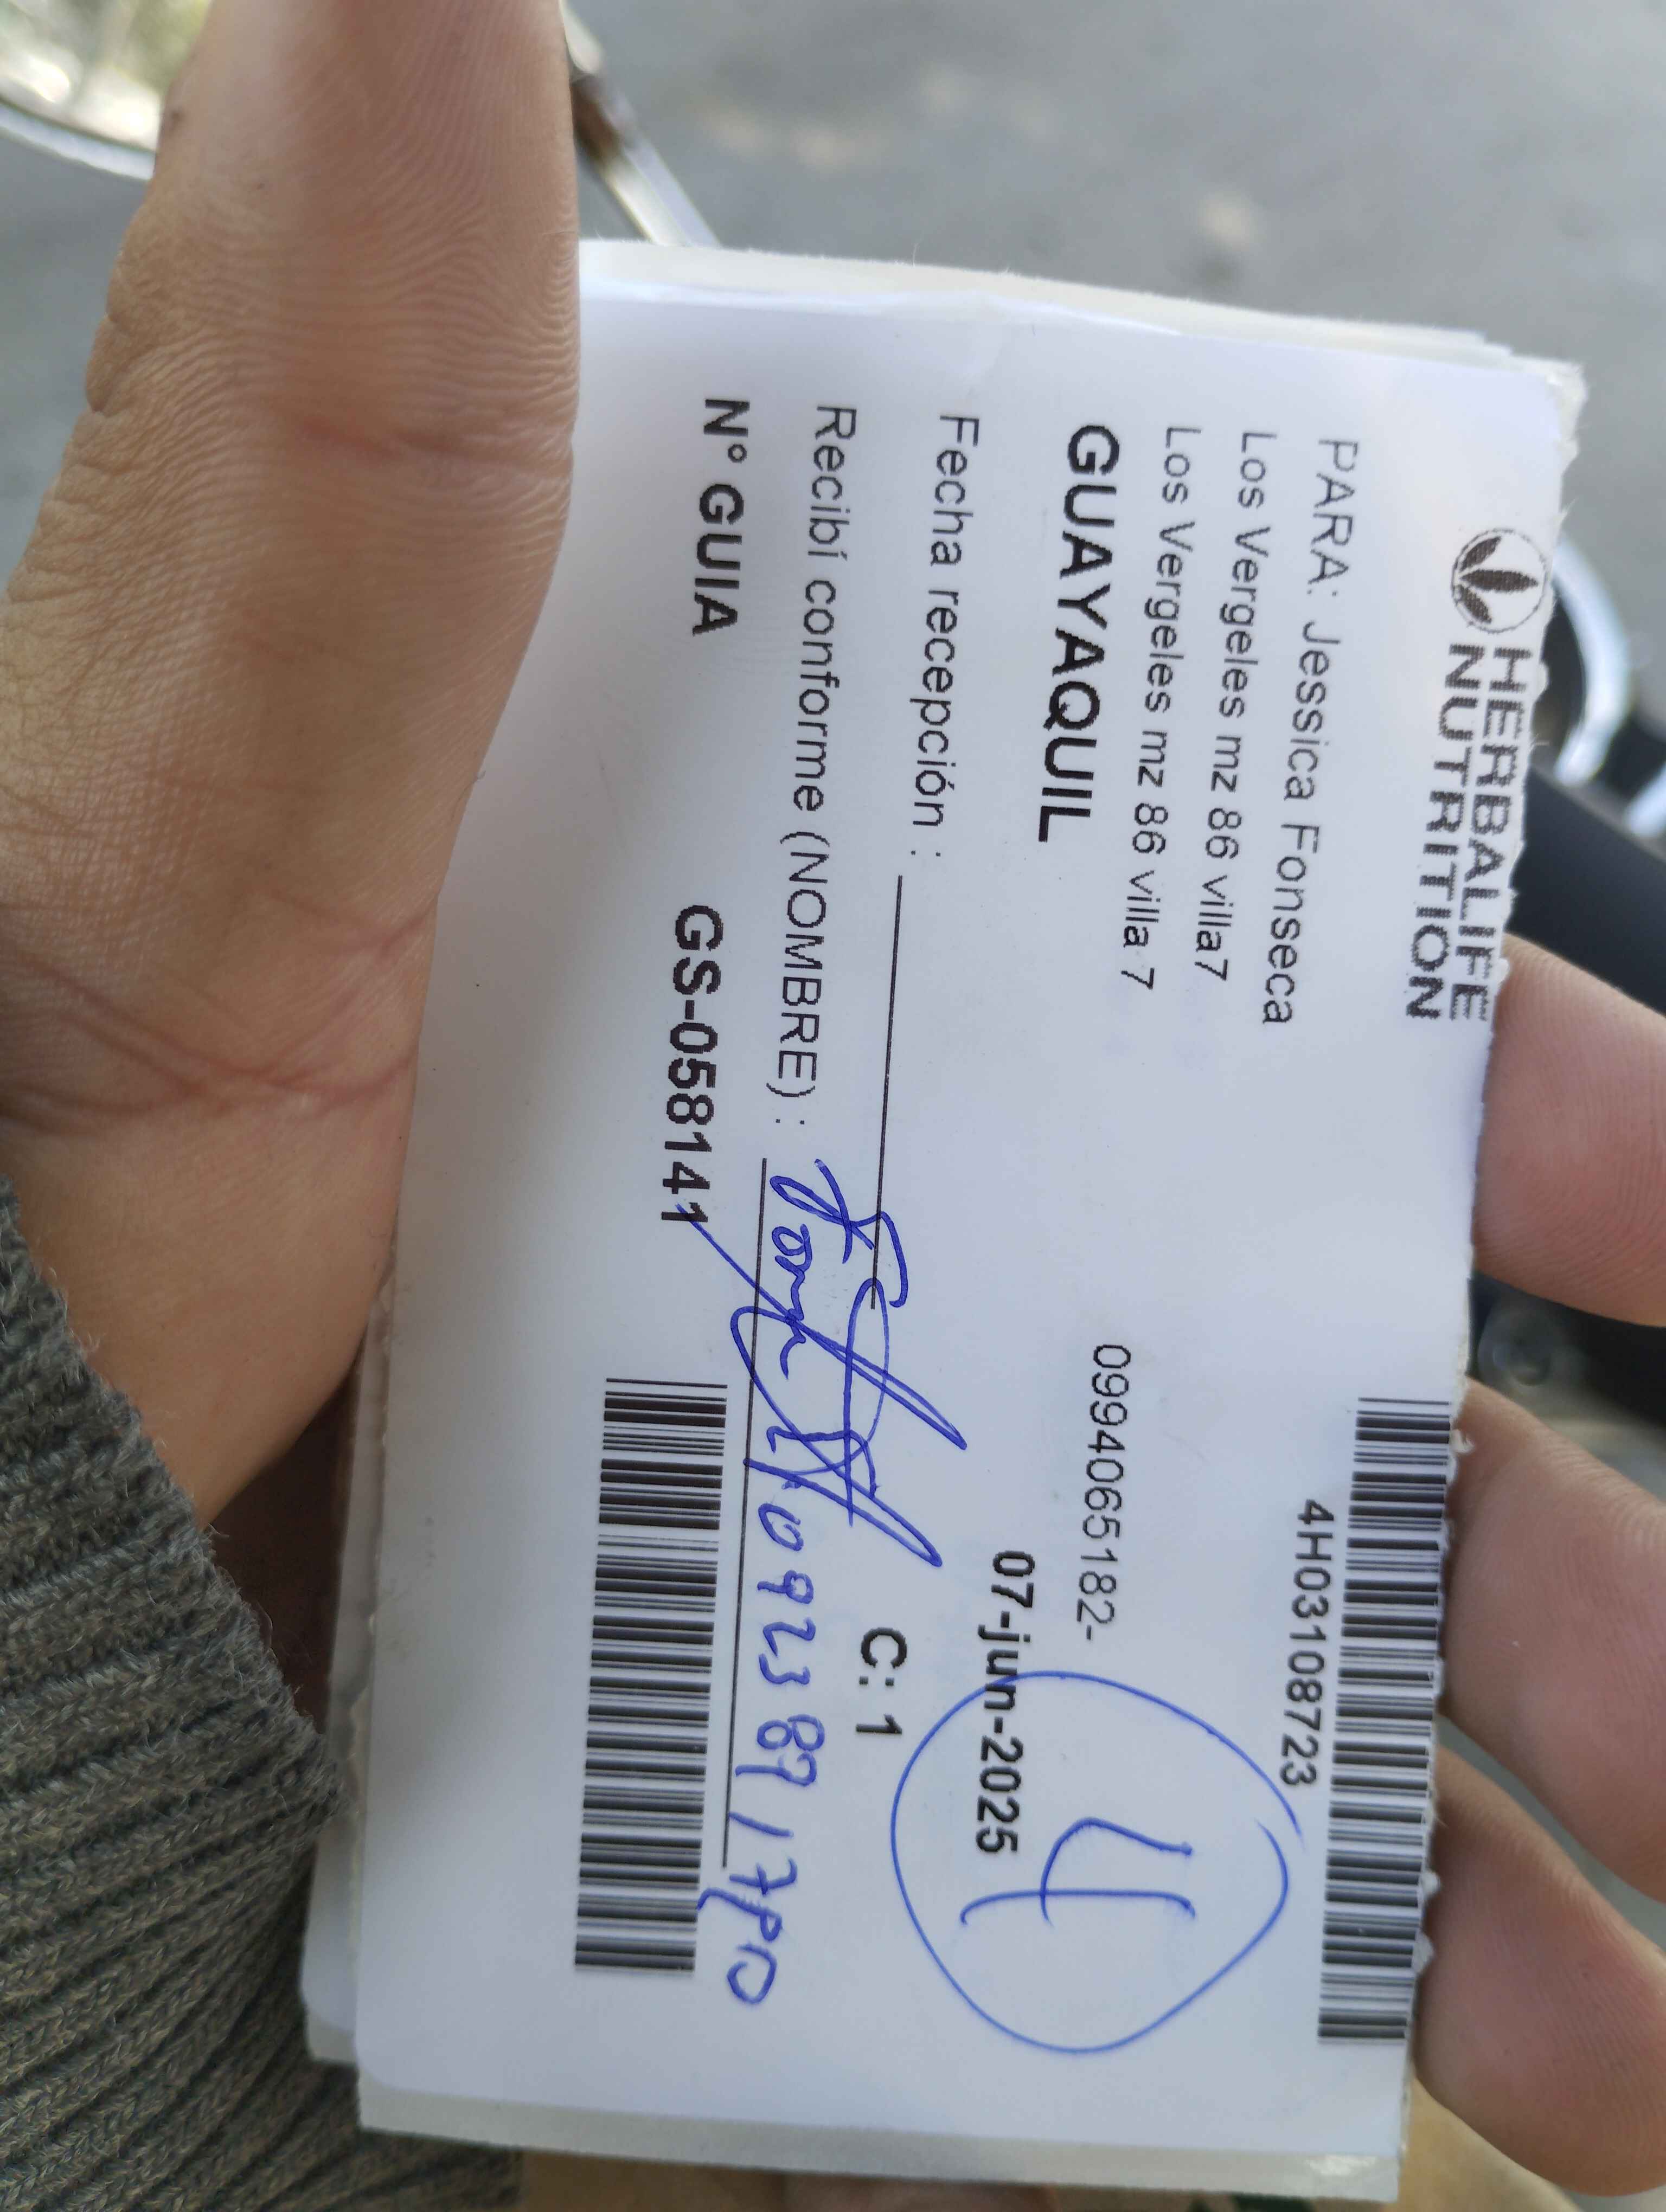 HERBALIFE
NUTRITION
4H03108723
PARA: Jessica Fonseca
Los Vergeles mz 86 villa7
Los Vergeles mz 86 villa 7
0994065182-
GUAYAQUIL
07-jun-2025
4
Fecha recepción :
C: 1
Recibí conforme (NOMBRE) :
N° GUIA GS-058141